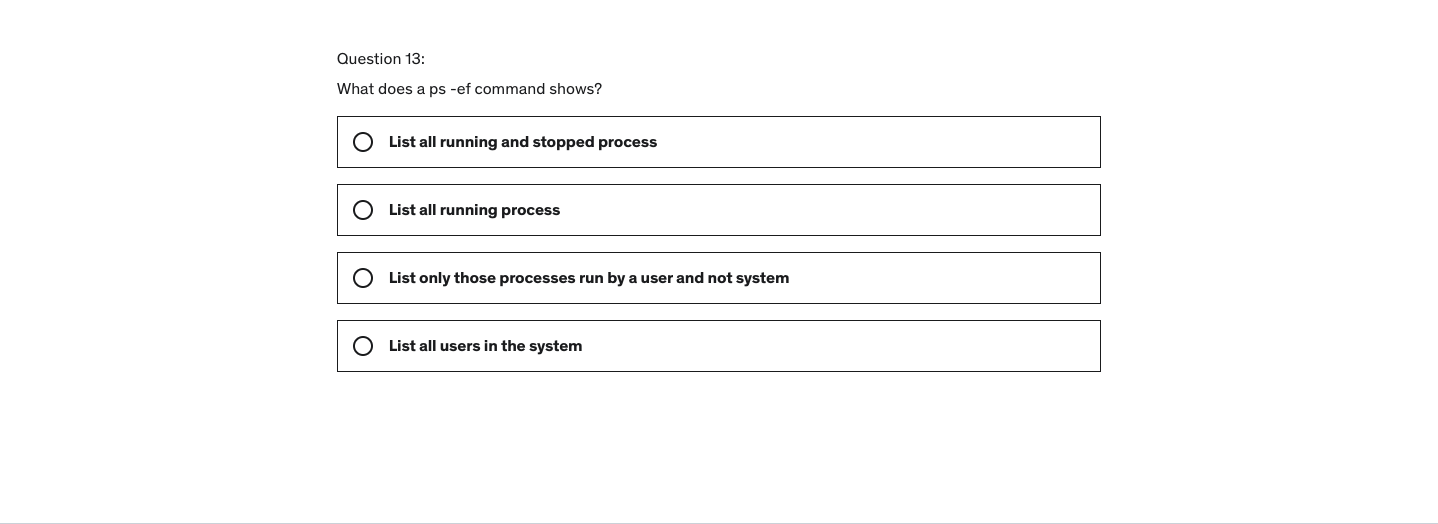 Question 13:
What does a ps -ef command shows?
List all running and stopped process
List all running process
List only those processes run by a user and not system
List all users in the system